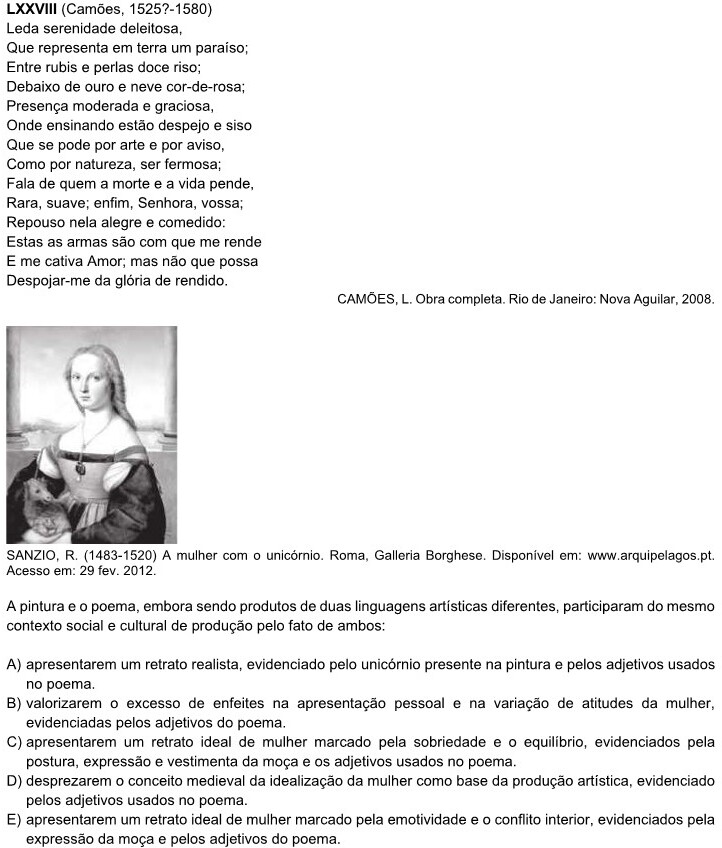 LXXVIII (Camões, 1525?-1580)
Leda serenidade deleitosa,
Que representa em terra um paraíso;
Entre rubis e perlas doce riso;
Debaixo de ouro e neve cor-de-rosa;
Presença moderada e graciosa,
Onde ensinando estão despejo e siso
Que se pode por arte e por aviso,
Como por natureza, ser fermosa;
Fala de quem a morte e a vida pende,
Rara, suave; enfim, Senhora, vossa;
Repouso nela alegre e comedido:
Estas as armas são com que me rende
E me cativa Amor; mas não que possa
Despojar-me da glória de rendido.
CAMÕES, L. Obra completa. Rio de Janeiro: Nova Aguilar, 2008.
SANZIO, R. (1483-1520) A mulher com o unicórnio. Roma, Galleria Borghese. Disponível em: www.arquipelagos.pt.
Acesso em: 29 fev. 2012.
A pintura e o poema, embora sendo produtos de duas linguagens artísticas diferentes, participaram do mesmo
contexto social e cultural de produção pelo fato de ambos:
A) apresentarem um retrato realista, evidenciado pelo unicórnio presente na pintura e pelos adjetivos usados
no poema.
B) valorizarem o excesso de enfeites na apresentação pessoal e na variação de atitudes da mulher,
evidenciadas pelos adjetivos do poema.
C) apresentarem um retrato ideal de mulher marcado pela sobriedade e o equilíbrio, evidenciados pela
postura, expressão e vestimenta da moça e os adjetivos usados no poema.
D) desprezarem o conceito medieval da idealização da mulher como base da produção artística, evidenciado
pelos adjetivos usados no poema.
E) apresentarem um retrato ideal de mulher marcado pela emotividade e o conflito interior, evidenciados pela
expressão da moça e pelos adjetivos do poema.